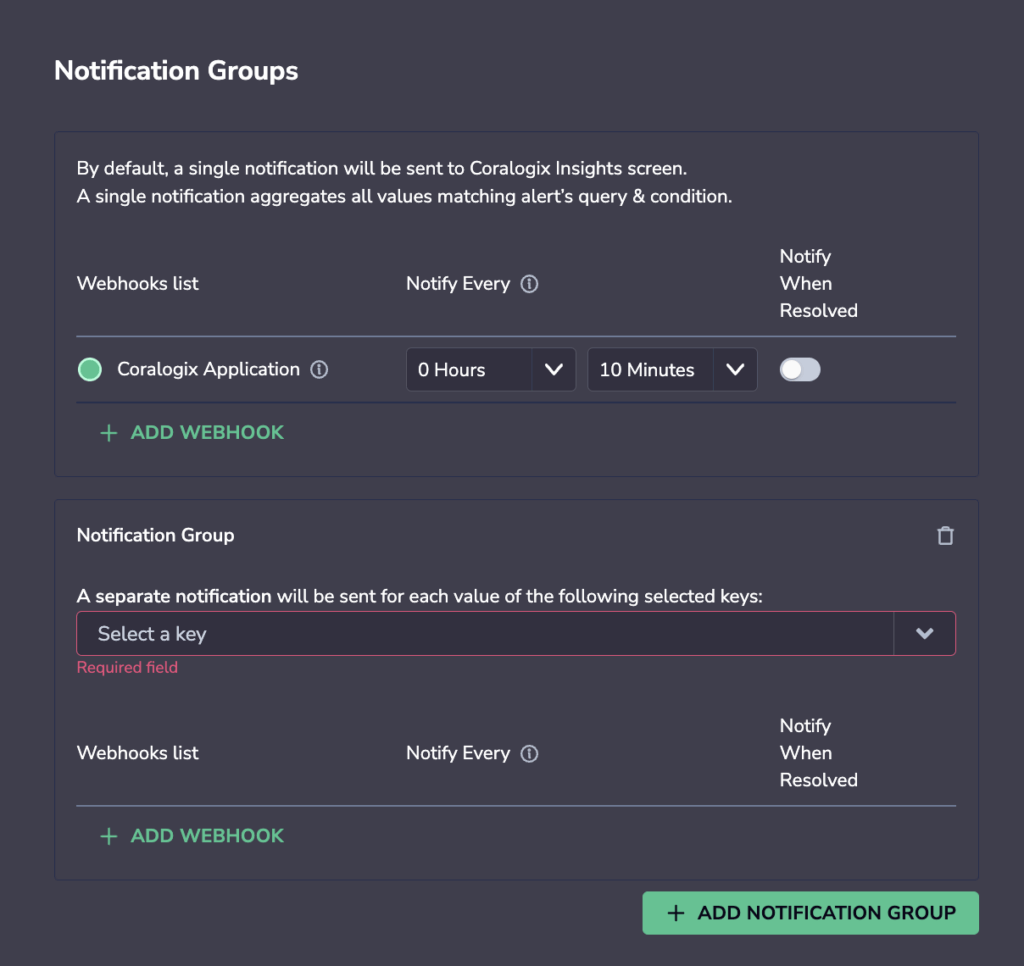 Notification Groups
By default, a single notification will be sent to Coralogix Insights screen.
A single notification aggregates all values matching alert’s query & condition.
Webhooks list
Notify Every
Notify
When
Resolved
Coralogix Application
0 Hours
10 Minutes
+ ADD WEBHOOK
Notification Group
A separate notification will be sent for each value of the following selected keys:
Select a key
Required field
Webhooks list
Notify Every
Notify
When
Resolved
+ ADD WEBHOOK
+ ADD NOTIFICATION GROUP